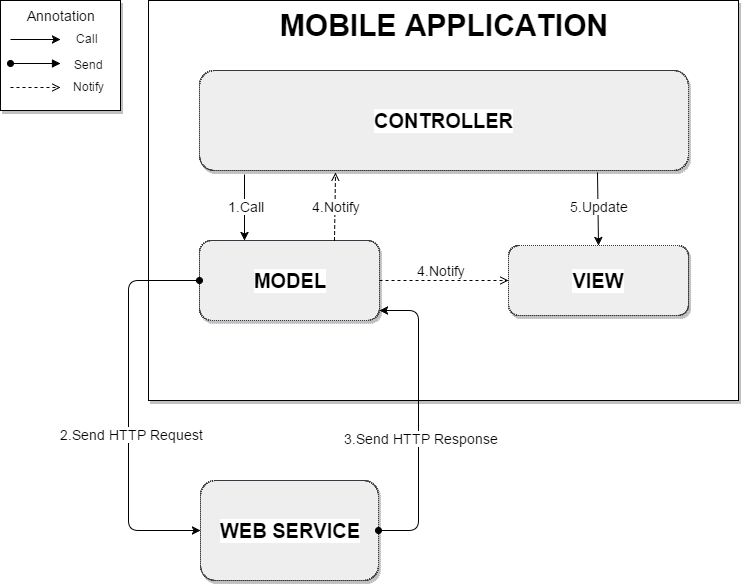 Annotation
Call
Send
Notify
MOBILE APPLICATION
CONTROLLER
1.Call
4.Notify
5.Update
MODEL
4.Notify
VIEW
2.Send HTTP Request
3.Send HTTP Response
WEB SERVICE